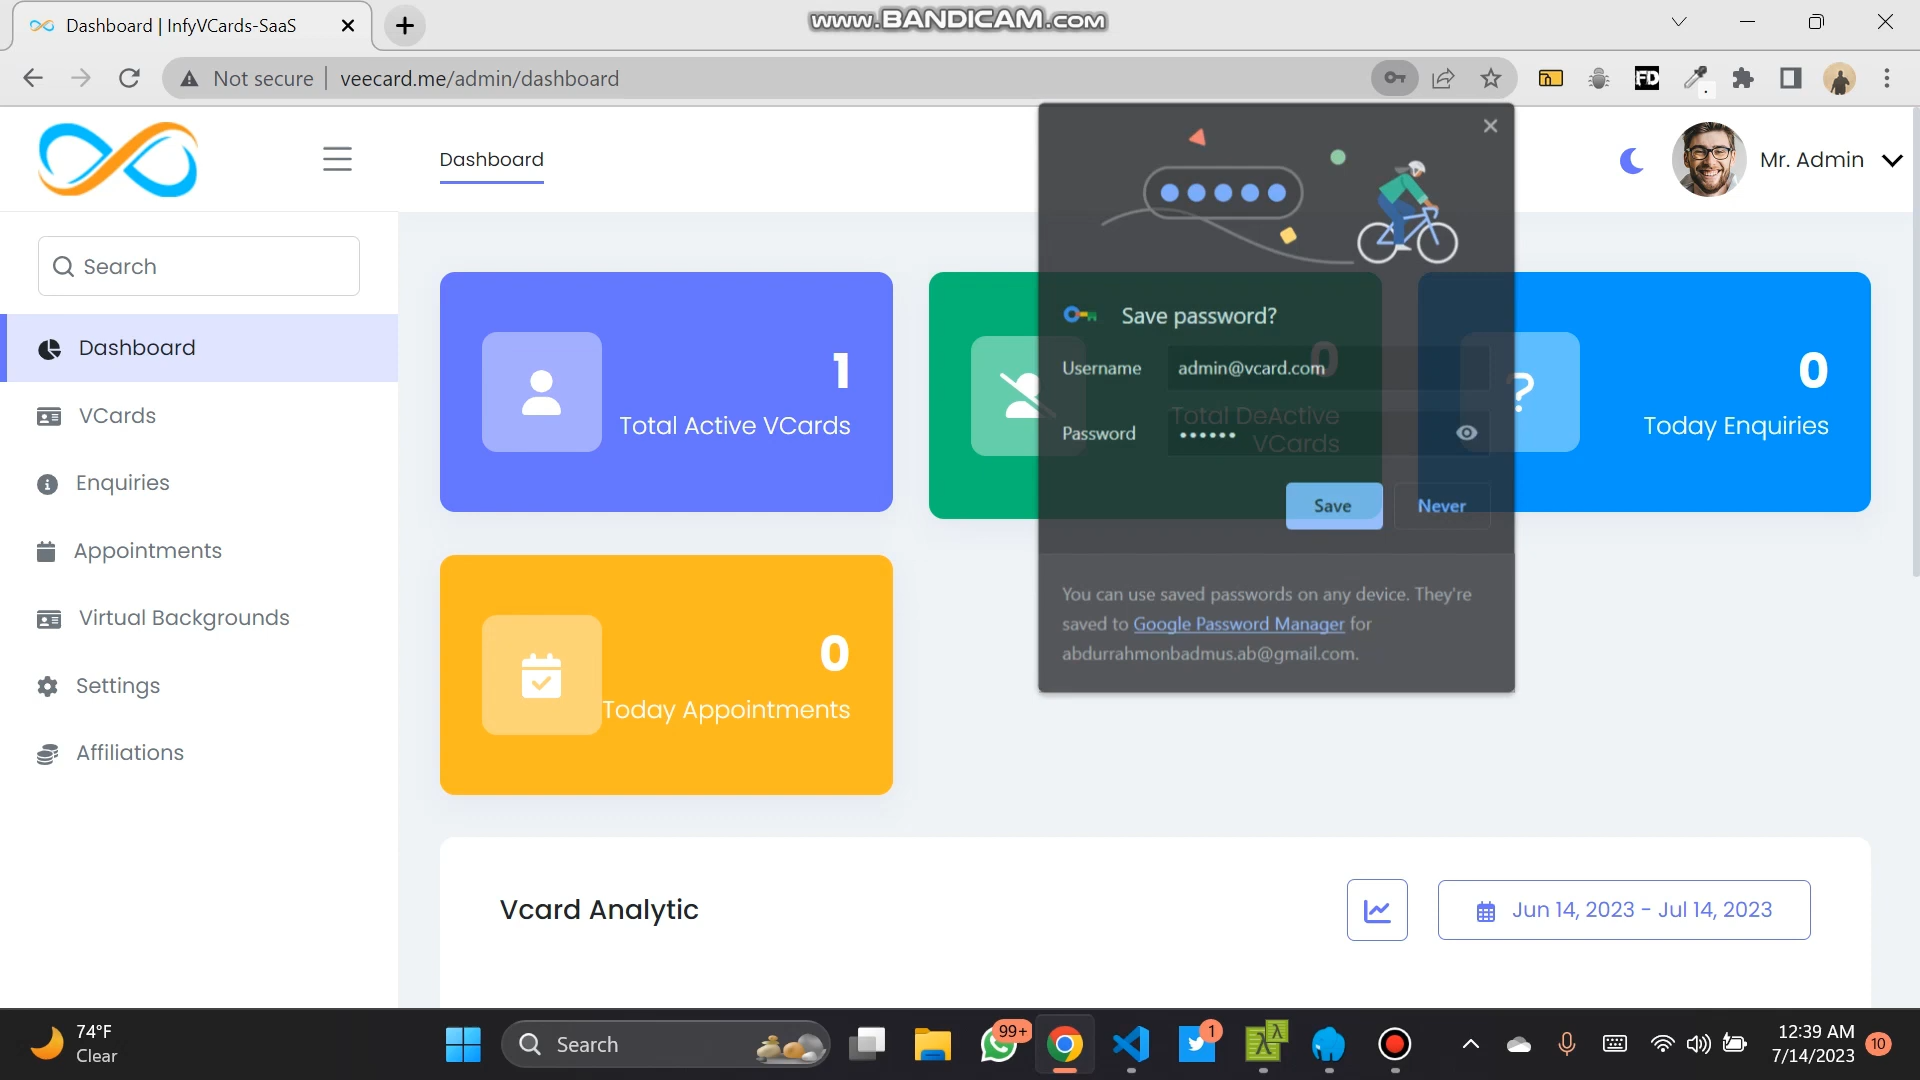 Dashboard | InfyVCards-SaaS
www.BANDICAM.com
Not secure
veecard.me/admin/dashboard
FD
Dashboard
Mr. Admin
Search
Dashboard
VCards
Enquiries
Appointments
Virtual Backgrounds
Settings
Affiliations
1
Total Active VCards
0
Total DeActive
VCards
?
0
Today Enquiries
0
Today Appointments
Save password?
Username
admin@vcard.com
Password
Save
Never
You can use saved passwords on any device. They're
saved to Google Password Manager for
abdurrahmonbadmus.ab@gmail.com.
Vcard Analytic
Jun 14, 2023 - Jul 14, 2023
74°F
Clear
Search
99+
1
12:39 AM
7/14/2023
10